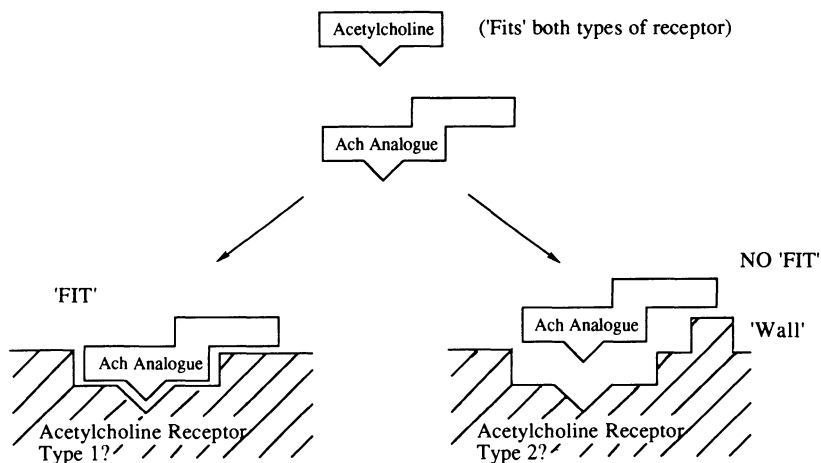 Acetylcholine ('Fits' both types of receptor)
Ach Analogue
NO 'FIT'
'FIT'
Ach Analogue
'Wall'
Ach Analogue
Acetylcholine Receptor
Type 1?
Acetylcholine Receptor
Type 2?